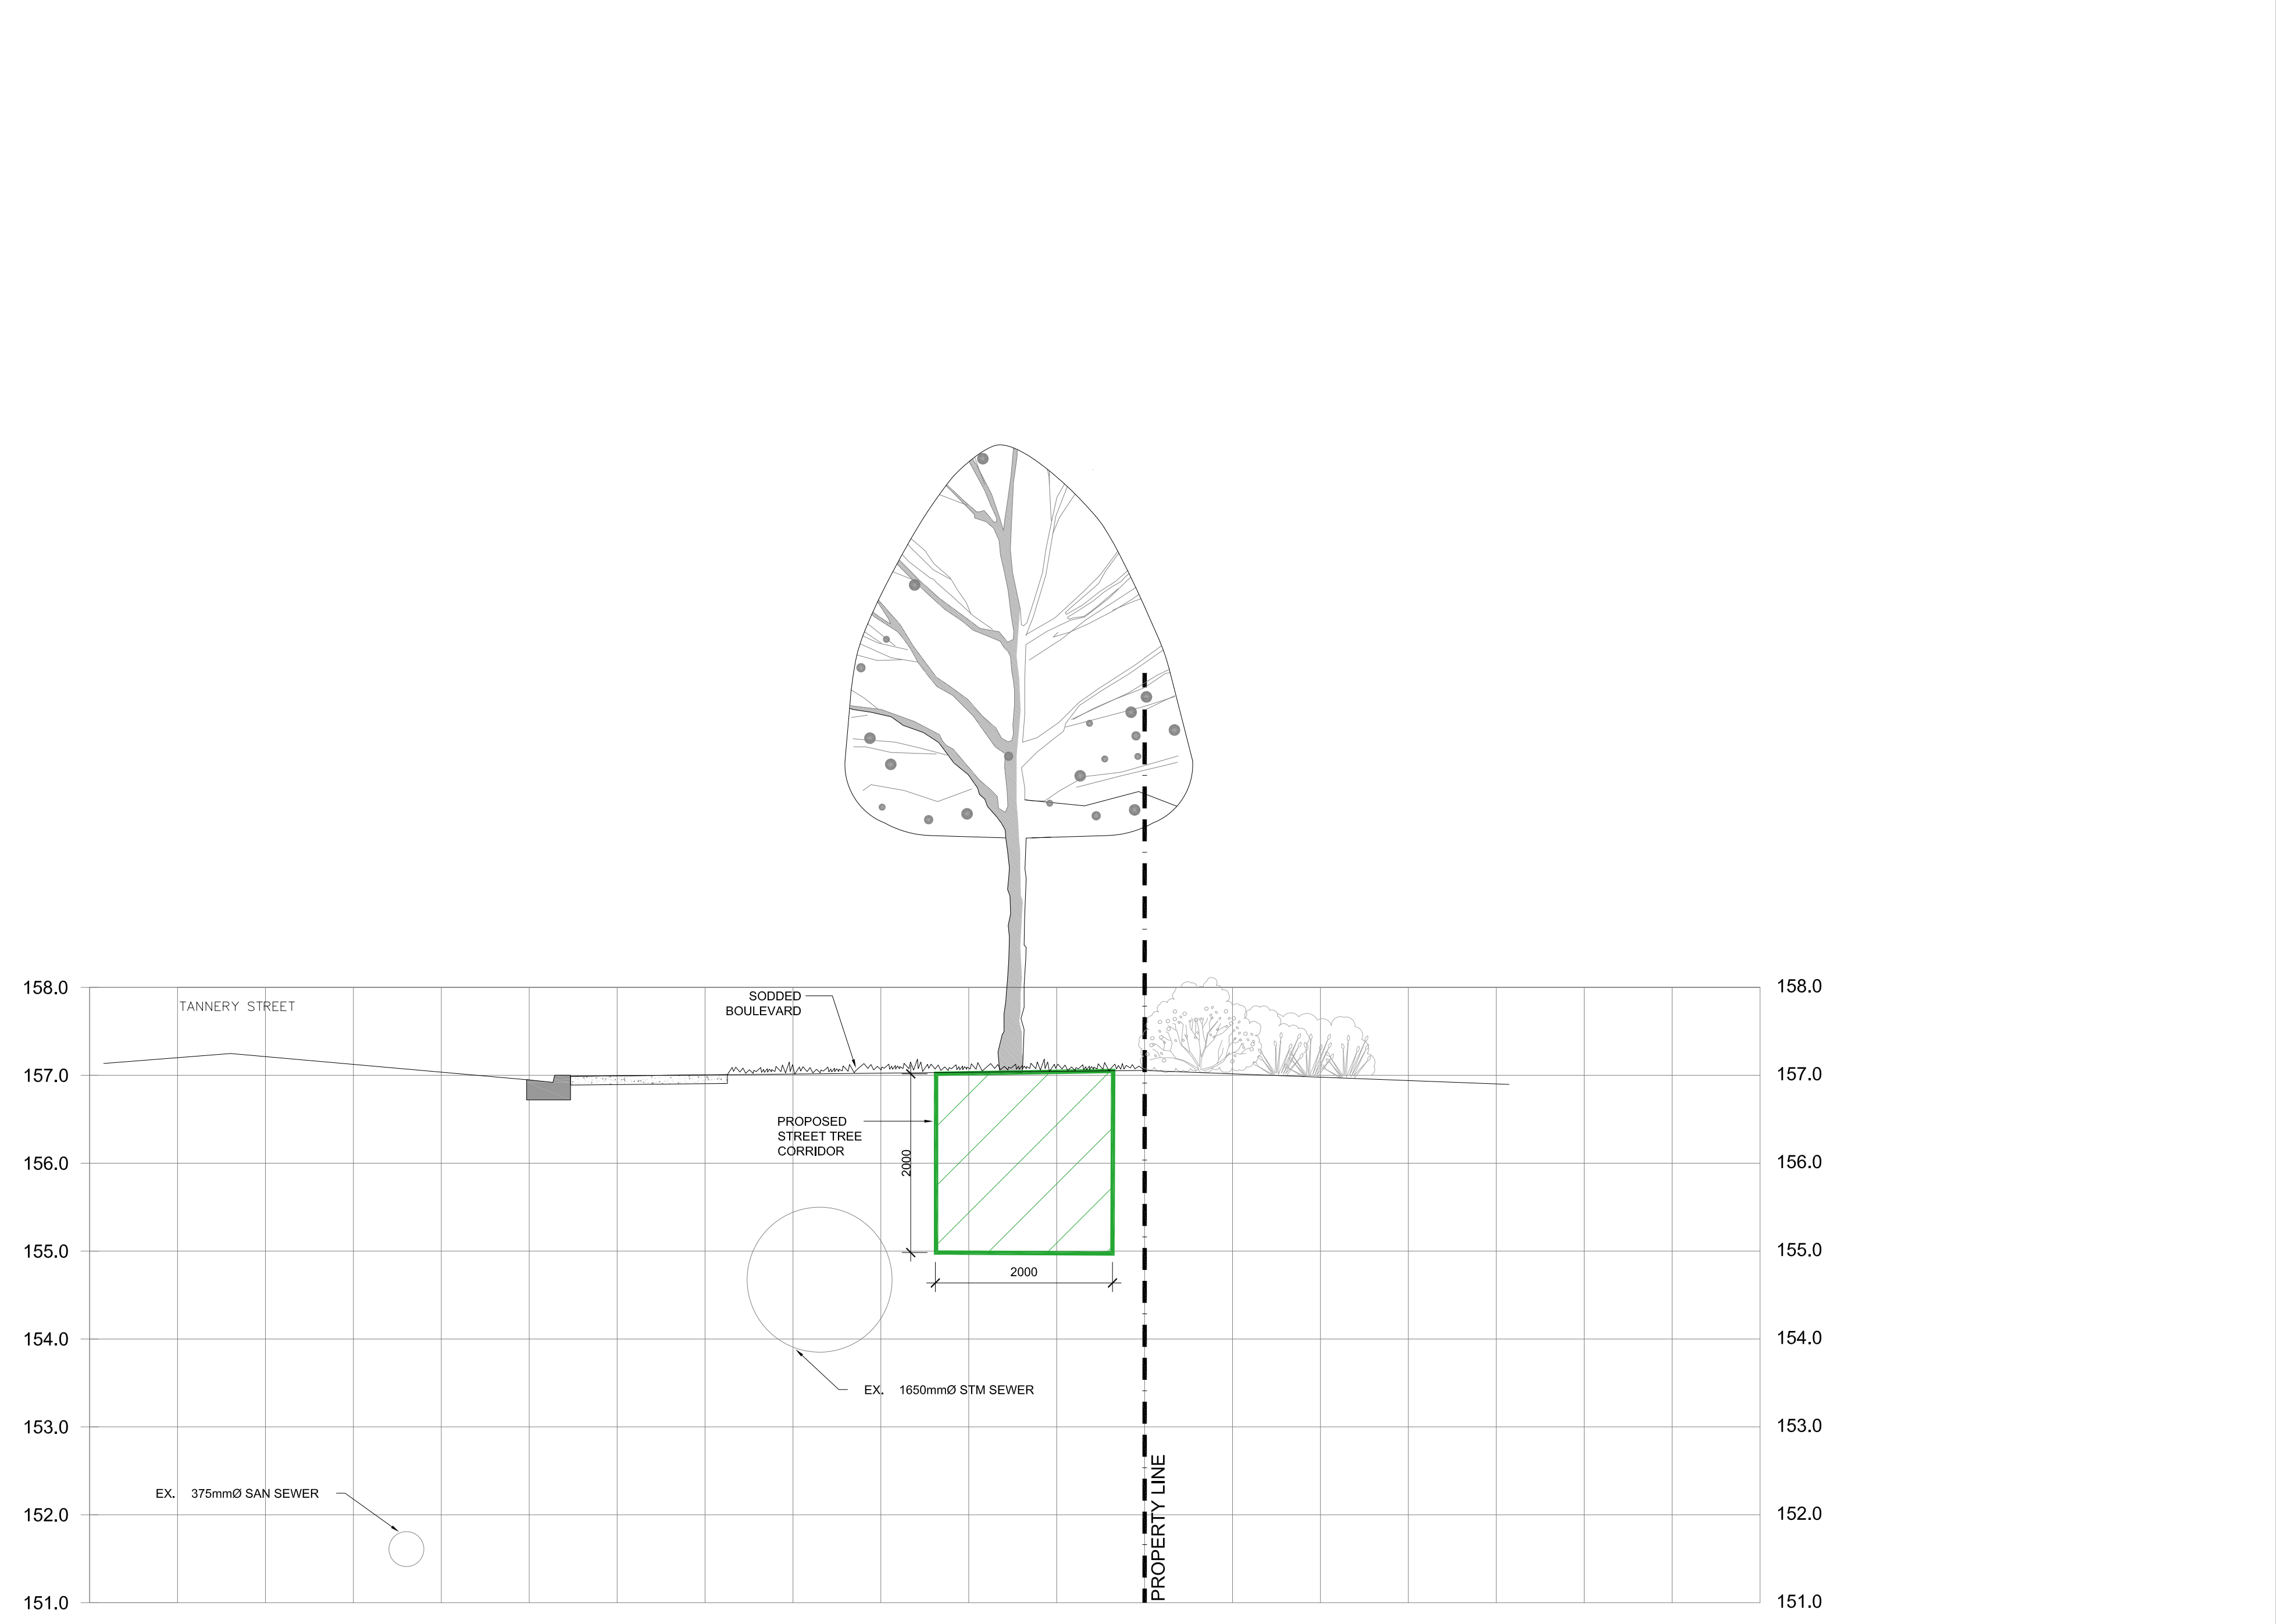 158.0
158.0
TANNERY STREET
SODDED
BOULEVARD
157.0
157.0
PROPOSED
STREET TREE
CORRIDOR
2000
156.0
156.0
155.0
155.0
2000
154.0
154.0
EX. 1650mmØ STM SEWER
153.0
153.0
EX. 375mmØ SAN SEWER
152.0
152.0
PROPERTY LINE
151.0
151.0